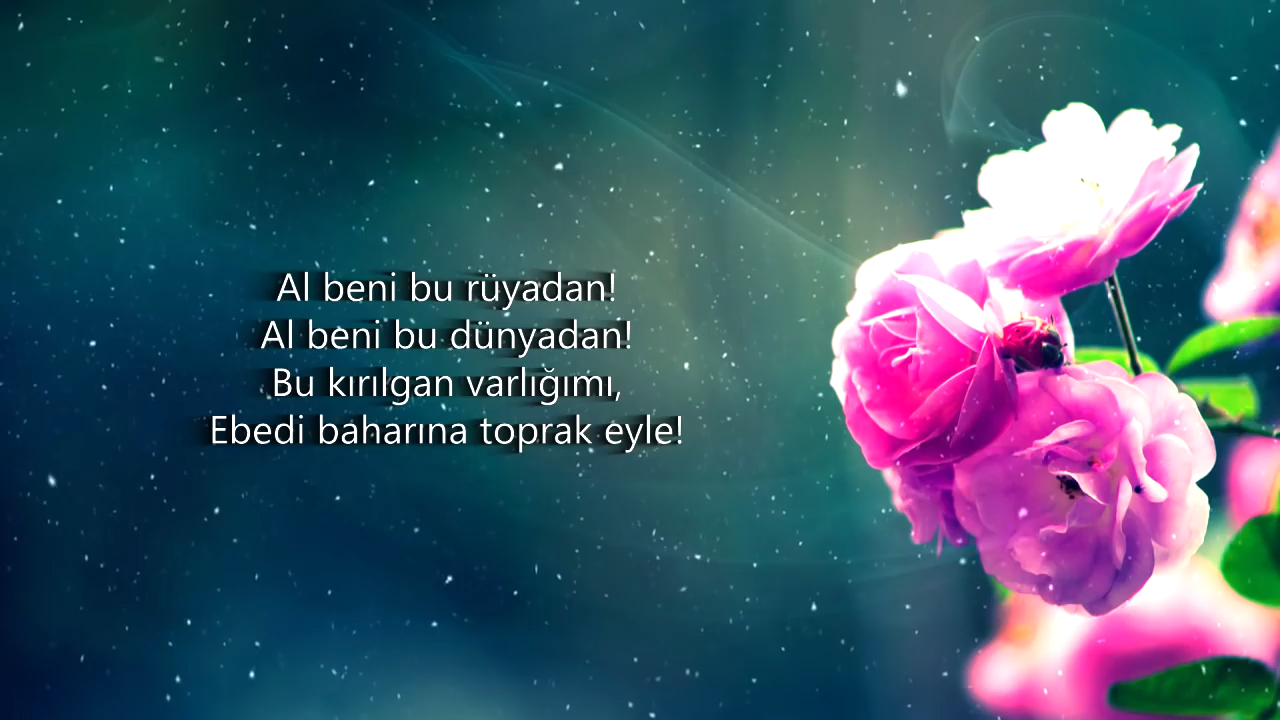 Al beni bu rüyadan!
Al beni bu dünyadan!
Bu kırılgan varlığımı,
Ebedi baharına toprak eyle!